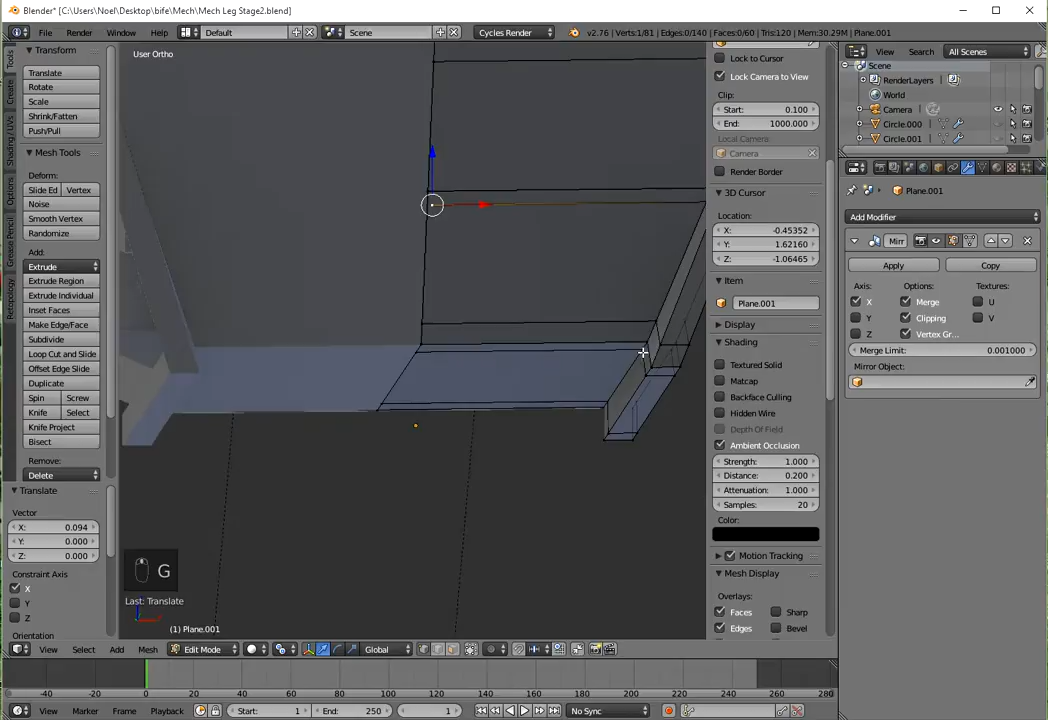 Blender* [C:\Users\Noel\Desktop\bife\Mech\Mech Leg Stage2.blend]
File Render Window Help Default Scene Cycles Render v2.76 | Verts:1/81 | Edges:0/140 | Faces:0/60 | Tris:120 | Mem:30.29M | Plane.001
Transform
Translate
Rotate
Scale
Shrink/Fatten
Push/Pull
Mesh Tools
Deform:
Slide Ed Vertex
Noise
Smooth Vertex
Randomize
Add:
Extrude
Extrude Region
Extrude Individual
Inset Faces
Make Edge/Face
Subdivide
Loop Cut and Slide
Offset Edge Slide
Duplicate
Spin Screw
Knife Select
Knife Project
Bisect
Remove:
Delete
Tools
Create
Shading / UVs
Options
Grease Pencil
Retopology
Translate
Vector
X: 0.094
Y: 0.000
Z: 0.000
Constraint Axis
X
Y
Z
Orientation
User Ortho
G
Last: Translate
(1) Plane.001
Lock to Cursor
Lock Camera to View
Clip:
Start: 0.100
End: 1000.000
Local Camera
Camera
Render Border
3D Cursor
Location:
X: -0.45352
Y: 1.62160
Z: -1.06465
Item
Plane.001
Display
Shading
Textured Solid
Matcap
Backface Culling
Hidden Wire
Depth Of Field
Ambient Occlusion
Strength: 1.000
Distance: 0.200
Attenuation: 1.000
Samples: 20
Color:
Motion Tracking
Mesh Display
Overlays:
Faces Sharp
Edges Bevel
View Search All Scenes
Scene
RenderLayers
World
Camera
Circle.000
Circle.001
Plane.001
Add Modifier
Mirr
Apply Copy
Axis: Options: Textures:
X Merge U
Y Clipping V
Z Vertex Gr...
Merge Limit: 0.001000
Mirror Object:
View Select Add Mesh Edit Mode Global
-40 -20 0 20 40 60 80 100 120 140 160 180 200 220 240 260 280
View Marker Frame Playback Start: 1 End: 250 1 No Sync